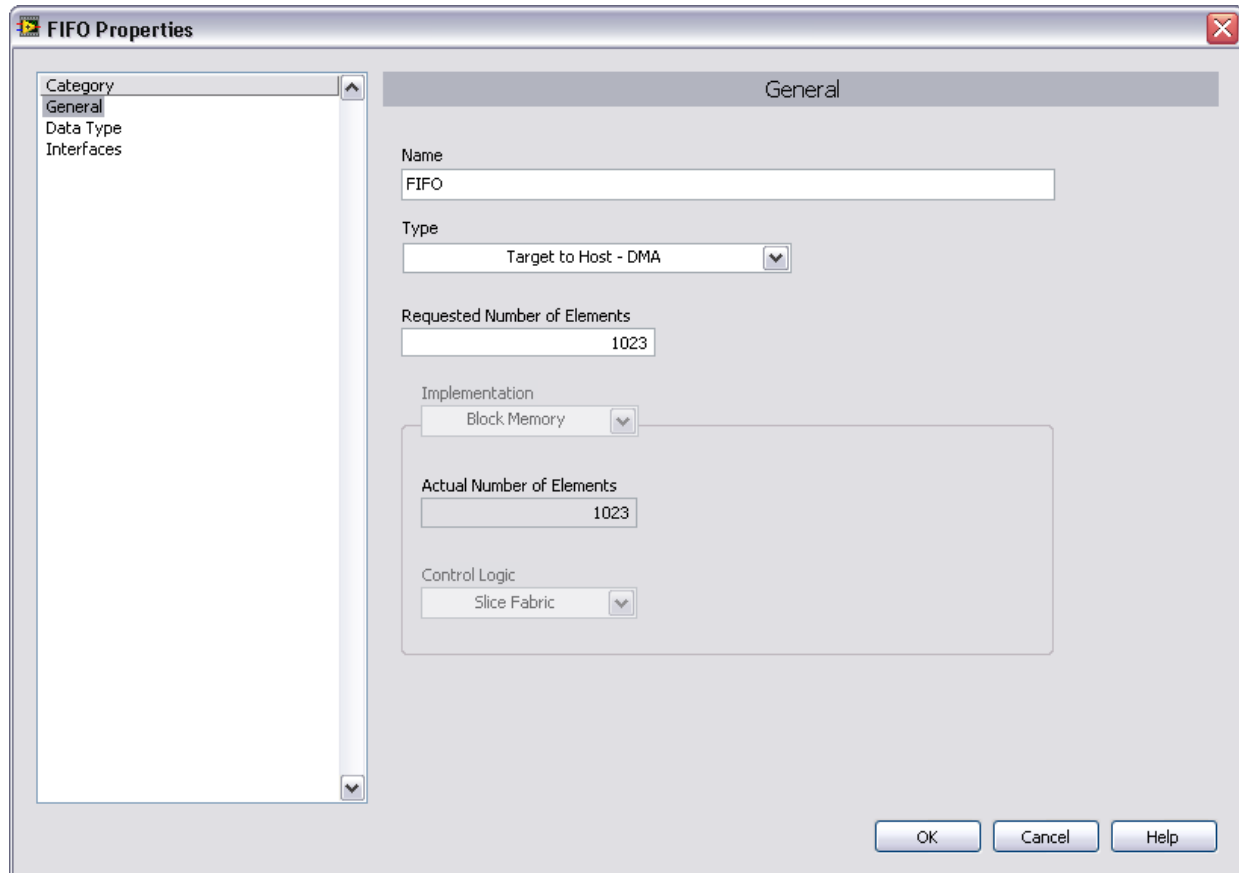 FIFO Properties
Category
General
Data Type
Interfaces
General
Name
FIFO
Type
Target to Host - DMA
Requested Number of Elements
1023
Implementation
Block Memory
Actual Number of Elements
1023
Control Logic
Slice Fabric
OK
Cancel
Help